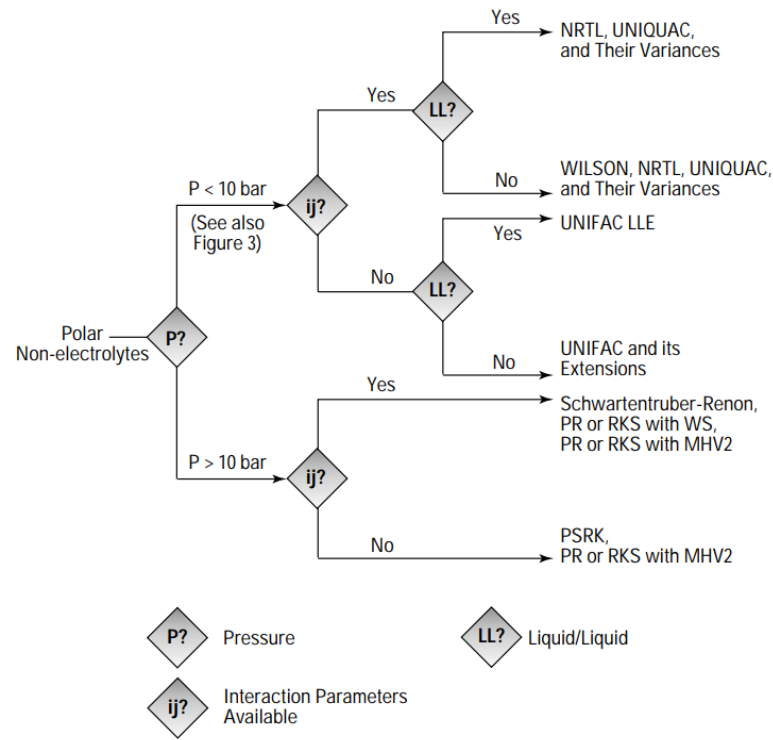 Yes
NRTL, UNIQUAC,
and Their Variances
Yes
LL?
P < 10 bar
No
WILSON, NRTL, UNIQUAC,
and Their Variances
ij?
(See also
Figure 3)
Yes
UNIFAC LLE
No
LL?
Polar
Non-electrolytes
P?
No
UNIFAC and its
Extensions
Yes
Schwartentruber-Renon,
PR or RKS with WS,
PR or RKS with MHV2
P > 10 bar
ij?
No
PSRK,
PR or RKS with MHV2
P?
Pressure
LL?
Liquid/Liquid
ij?
Interaction Parameters
Available